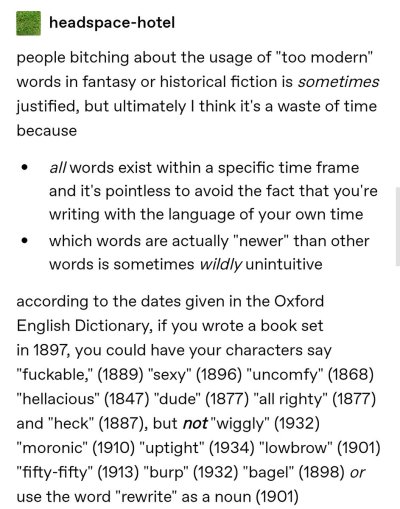 headspace-hotel
people bitching about the usage of "too modern"
words in fantasy or historical fiction is sometimes
justified, but ultimately I think it's a waste of time
because
• all words exist within a specific time frame
and it's pointless to avoid the fact that you're
writing with the language of your own time
• which words are actually "newer" than other
words is sometimes wildly unintuitive
according to the dates given in the Oxford
English Dictionary, if you wrote a book set
in 1897, you could have your characters say
"fuckable," (1889) "sexy" (1896) "uncomfy" (1868)
"hellacious" (1847) "dude" (1877) "all righty" (1877)
and "heck" (1887), but not "wiggly" (1932)
"moronic" (1910) "uptight" (1934) "lowbrow" (1901)
"fifty-fifty" (1913) "burp" (1932) "bagel" (1898) or
use the word "rewrite" as a noun (1901)